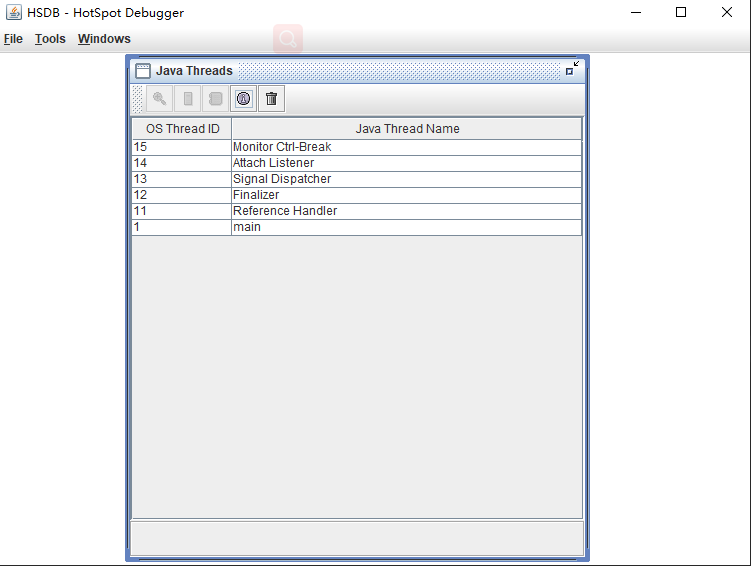 HSDB - HotSpot Debugger
File Tools Windows
Java Threads
OS Thread ID Java Thread Name
15 Monitor Ctrl-Break
14 Attach Listener
13 Signal Dispatcher
12 Finalizer
11 Reference Handler
1 main